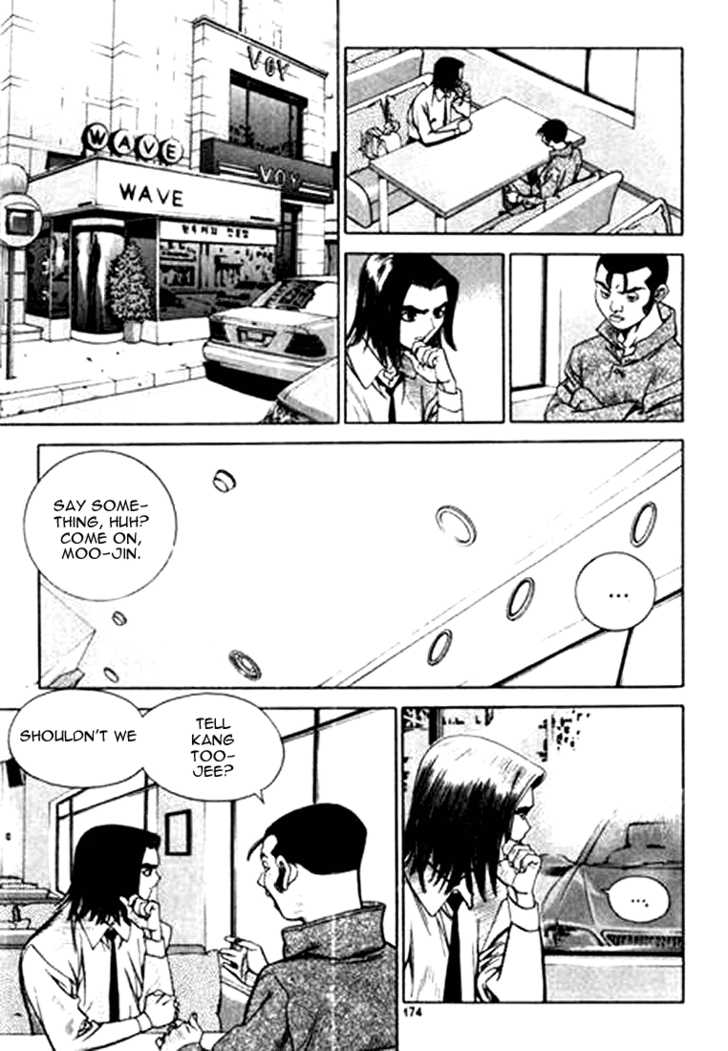 VOY
WAVE
VOY
WAVE
SAY SOME-
THING, HUH?
COME ON,
MOO-JIN.
...
SHOULDN'T WE
TELL
KANG
TOO-
JEE?
...
174